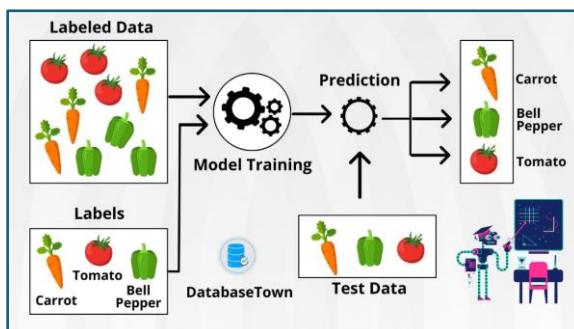 Labeled Data
Prediction
Carrot
Bell
Pepper
Tomato
Model Training
Labels
Tomato
Carrot
Bell
Pepper
DatabaseTown
Test Data